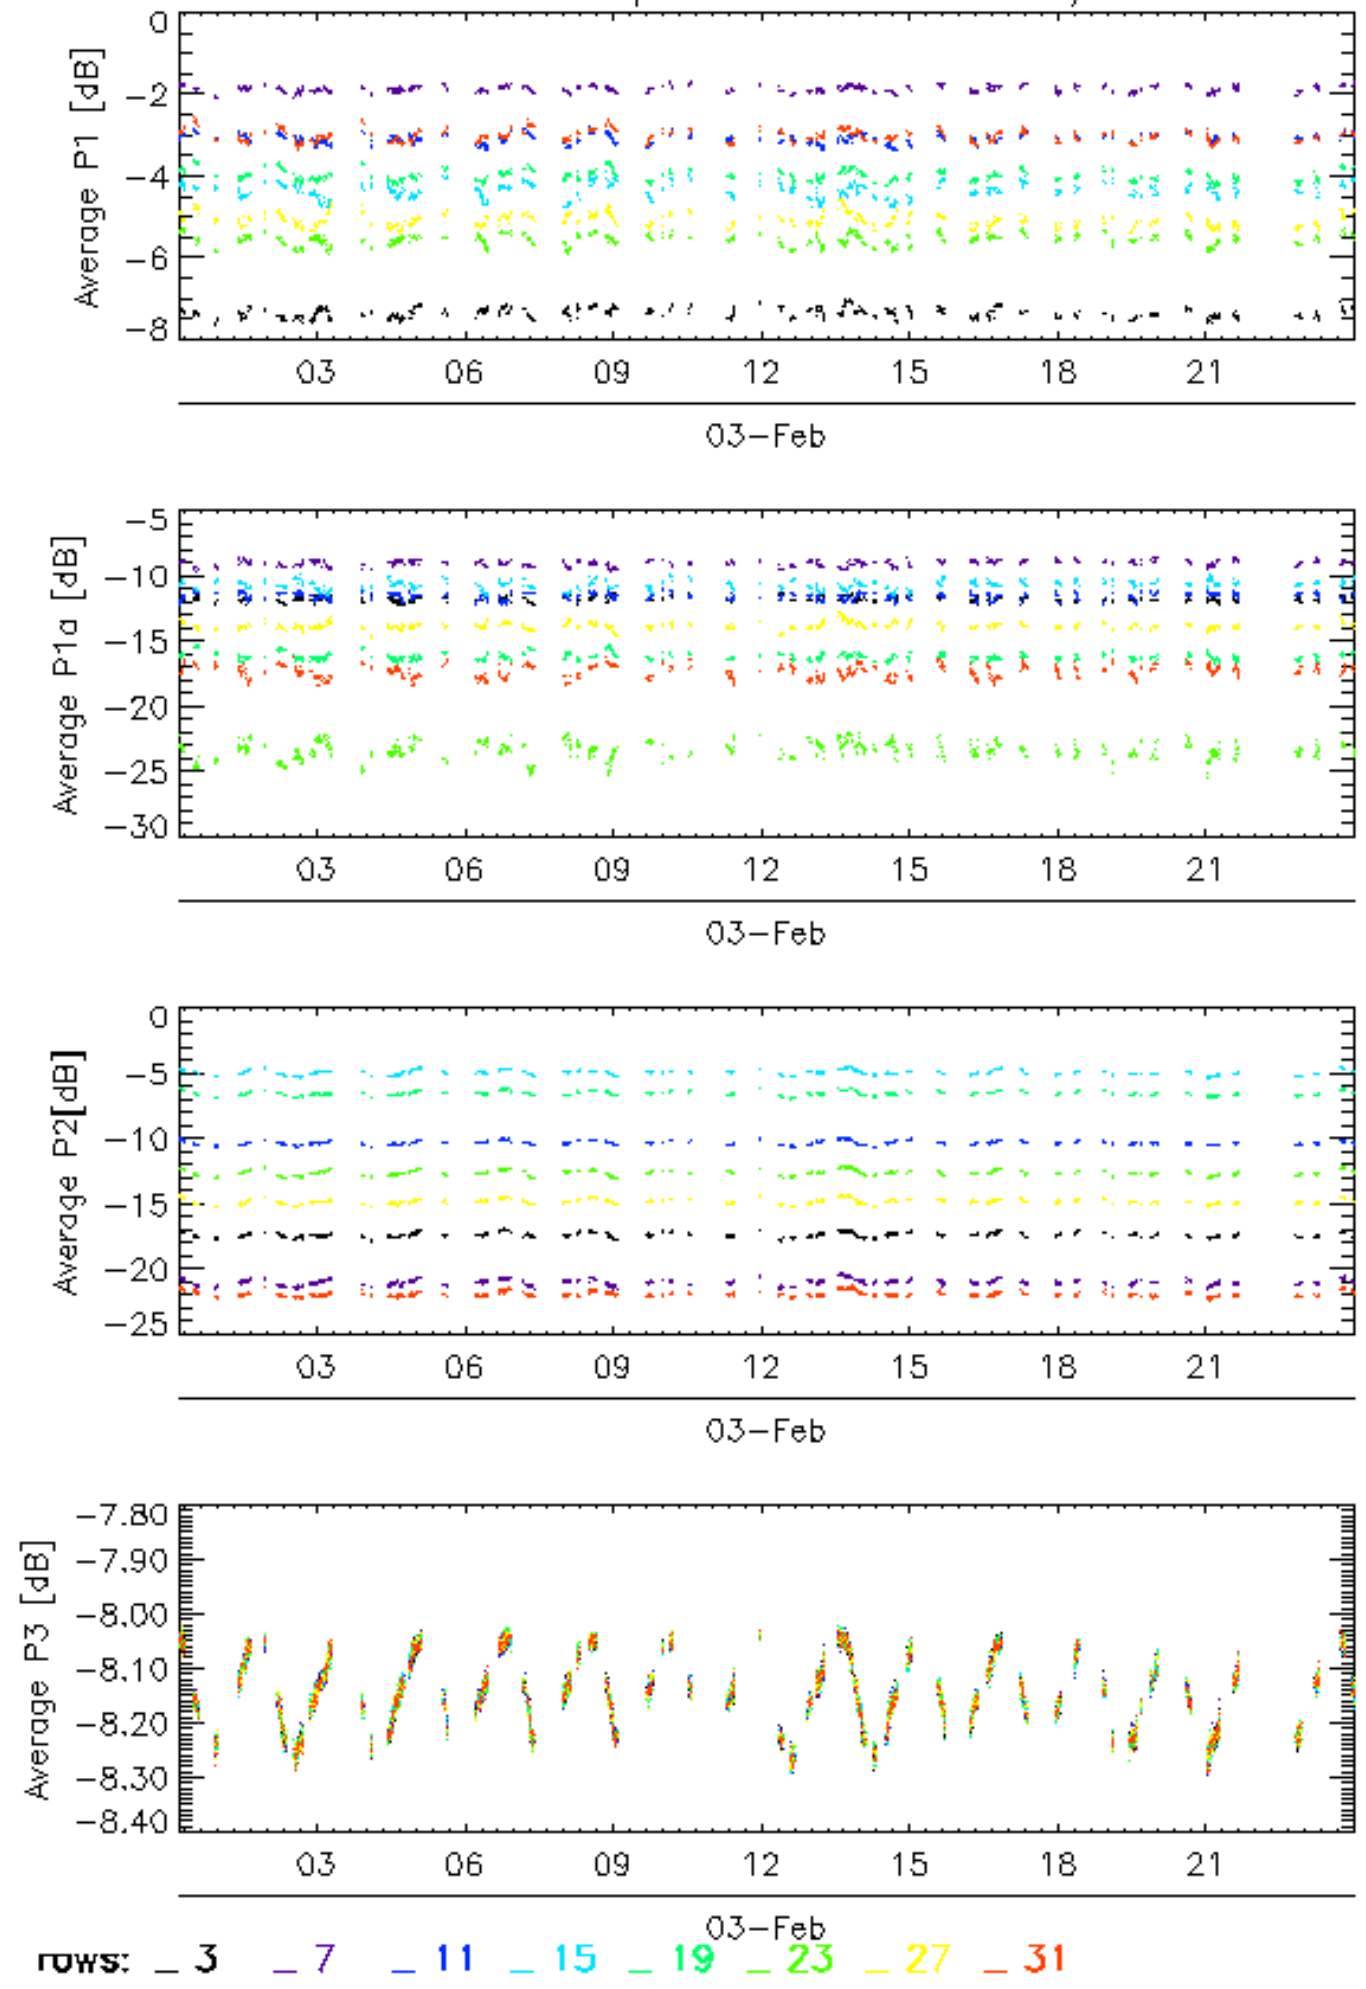 Average P1 [dB]
0
-2
-4
-6
-8
03 06 09 12 15 18 21
03-Feb
Average P1a [dB]
-5
-10
-15
-20
-25
-30
03 06 09 12 15 18 21
03-Feb
Average P2[dB]
0
-5
-10
-15
-20
-25
03 06 09 12 15 18 21
03-Feb
Average P3 [dB]
-7.80
-7.90
-8.00
-8.10
-8.20
-8.30
-8.40
03 06 09 12 15 18 21
03-Feb
rows: _ 3 _ 7 _ 11 _ 15 _ 19 _ 23 _ 27 _ 31